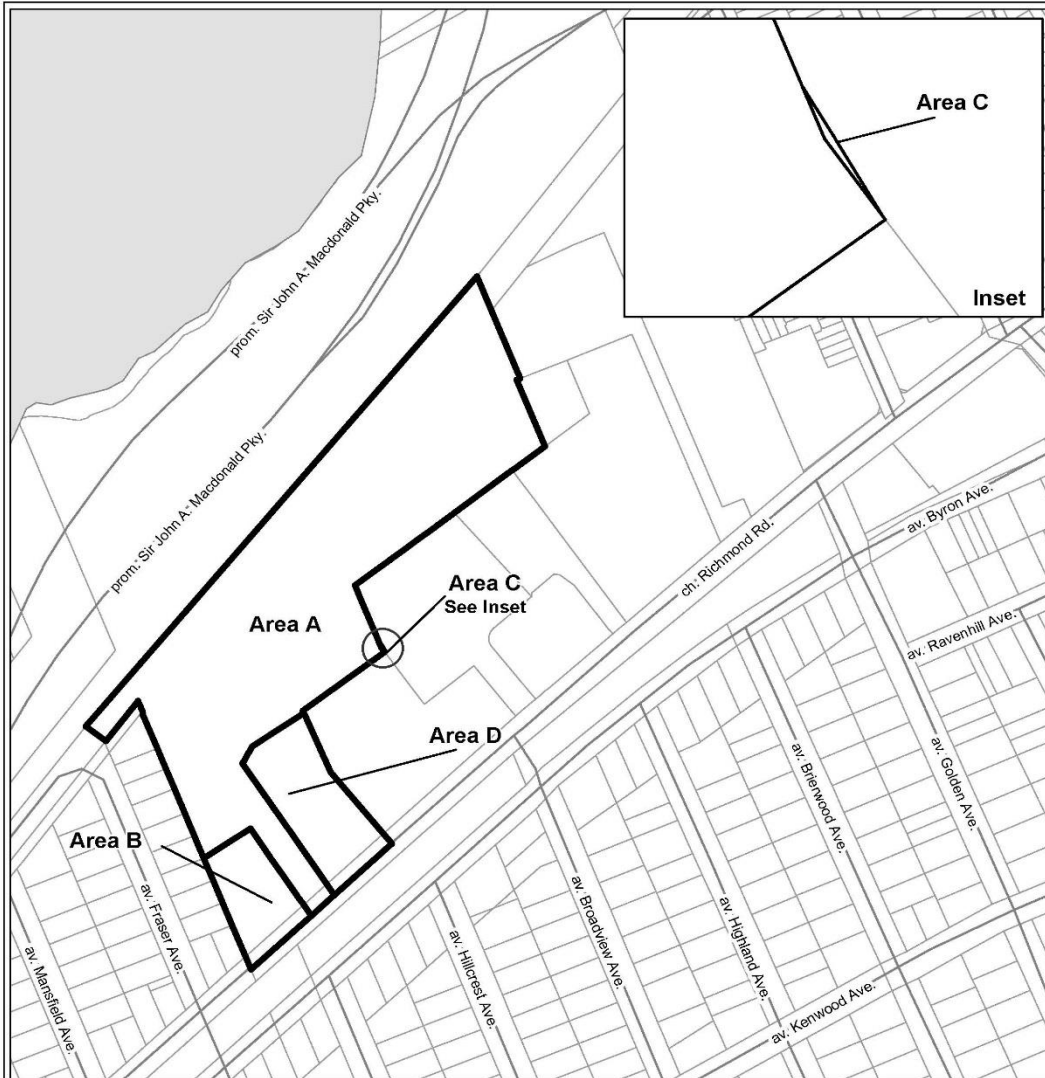 Area C
Inset
prom. Sir John A. Macdonald Pky.
prom. Sir John A. Macdonald Pky.
ch. Richmond Rd.
av. Byron Ave.
Area C
See Inset
Area A
av. Ravenhill Ave.
Area D
av. Brierwood Ave.
av. Golden Ave.
Area B
av. Fraser Ave.
av. Mansfield Ave.
av. Hillcrest Ave.
av. Broadview Ave.
av. Highland Ave.
av. Kenwood Ave.